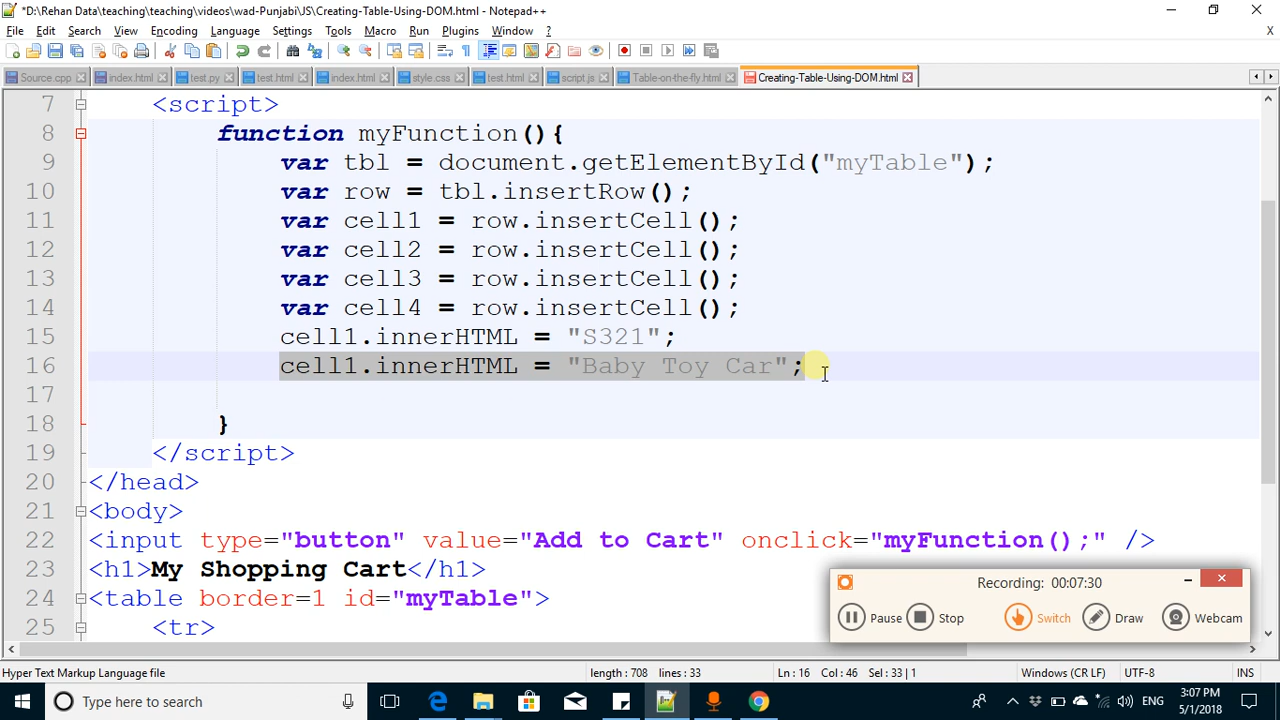 *D:\Rehan Data\teaching\teaching\videos\wad-Punjabi\JS\Creating-Table-Using-DOM.html - Notepad++
File Edit Search View Encoding Language Settings Tools Macro Run Plugins Window ?
Source.cpp index.html test.py test.html index.html style.css test.html script.js Table-on-the-fly.html Creating-Table-Using-DOM.html
7 <script>
8 function myFunction(){
9 var tbl = document.getElementById("myTable");
10 var row = tbl.insertRow();
11 var cell1 = row.insertCell();
12 var cell2 = row.insertCell();
13 var cell3 = row.insertCell();
14 var cell4 = row.insertCell();
15 cell1.innerHTML = "S321";
16 cell1.innerHTML = "Baby Toy Car";
17
18 }
19 </script>
20 </head>
21 <body>
22 <input type="button" value="Add to Cart" onclick="myFunction();" />
23 <h1>My Shopping Cart</h1>
24 <table border=1 id="myTable">
25 <tr>
Recording: 00:07:30
Pause Stop Switch Draw Webcam
Hyper Text Markup Language file length : 708 lines : 33 Ln : 16 Col : 46 Sel : 33 | 1 Windows (CR LF) UTF-8 INS
Type here to search ENG 3:07 PM
5/1/2018